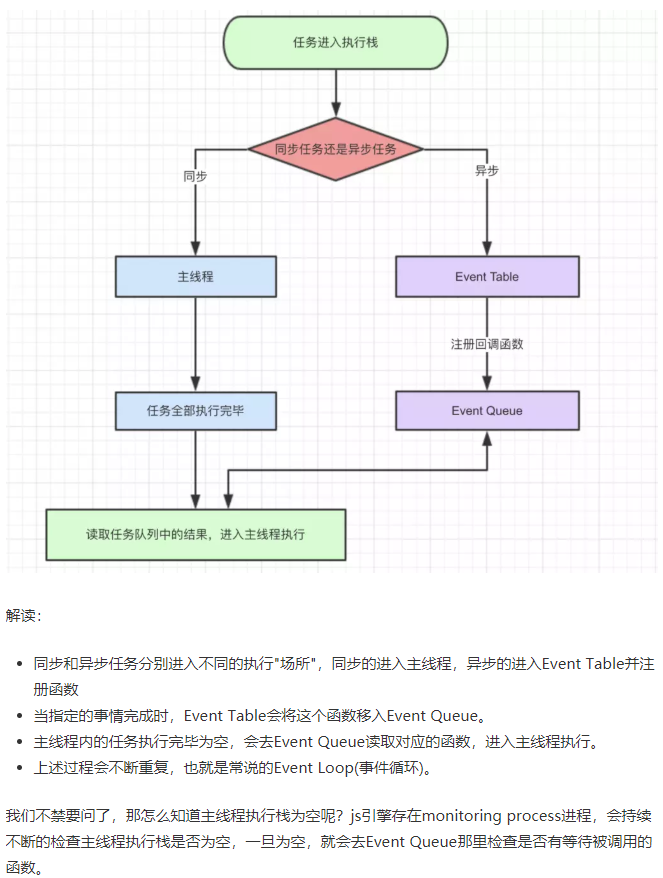 任务进入执行栈
同步任务还是异步任务
同步
异步
主线程
Event Table
注册回调函数
任务全部执行完毕
Event Queue
读取任务队列中的结果，进入主线程执行
解读：
同步和异步任务分别进入不同的执行"场所"，同步的进入主线程，异步的进入Event Table并注
册函数
当指定的事情完成时，Event Table会将这个函数移入Event Queue。
主线程内的任务执行完毕为空，会去Event Queue读取对应的函数，进入主线程执行。
上述过程会不断重复，也就是常说的Event Loop(事件循环)。
我们不禁要问了，那怎么知道主线程执行栈为空呢？js引擎存在monitoring process进程，会持续
不断的检查主线程执行栈是否为空，一旦为空，就会去Event Queue那里检查是否有等待被调用的
函数。